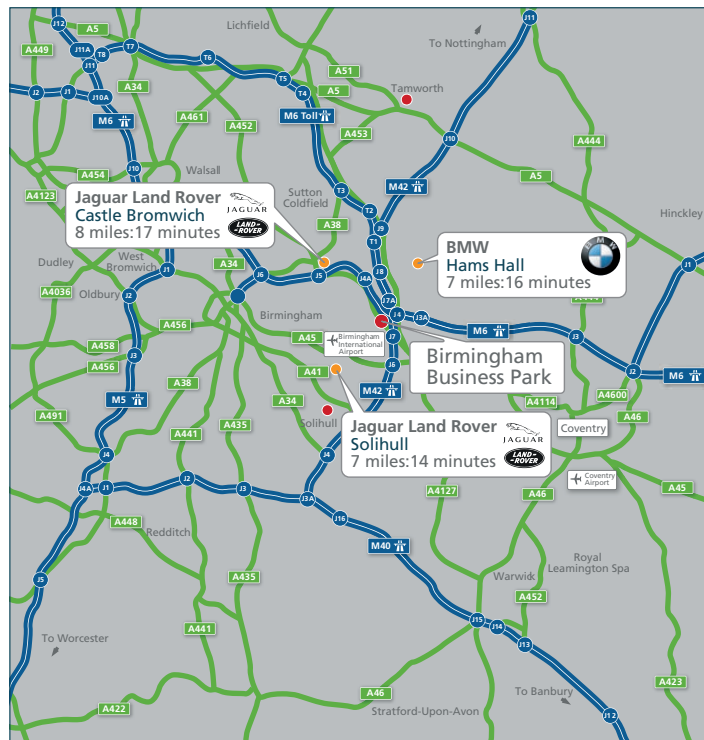 J12
A5
A449
J11A
T8
T7
J11
Lichfield
J11
To Nottingham
T6
A51
Tamworth
T5
T4
A5
J2
J1
J10A
A34
A461
M6
A452
M6 Toll
A453
J10
A444
A454
J10
Walsall
A5
A4123
Sutton
Coldfield
T3
M42
Jaguar Land Rover
Castle Bromwich
8 miles:17 minutes
JAGUAR
LAND-
ROVER
A38
T2
J9
T1
Hinckley
BMW
Hams Hall
7 miles:16 minutes
BMW
Dudley
West
Bromwich
J1
A34
J6
J5
J4A
J8
J1
A4036
Oldbury
J2
J7A
J4
J3A
A444
A456
Birmingham
A45
Birmingham
International
Airport
J7
M6
J3
A458
A456
J3
Birmingham
Business Park
J6
A41
J2
M6
M5
A38
M42
A34
A4114
A4600
A491
Solihull
A46
A441
A435
Jaguar Land Rover
Solihull
7 miles:14 minutes
JAGUAR
LAND-
ROVER
Coventry
J4
J4
Coventry
Airport
J4A
J1
J2
J3
J3A
A4127
A46
A45
A448
Redditch
J16
M40
J5
A435
Royal
Leamington Spa
Warwick
A452
A441
J15
J14
J13
To Worcester
A46
To Banbury
A423
A422
Stratford-Upon-Avon
J12